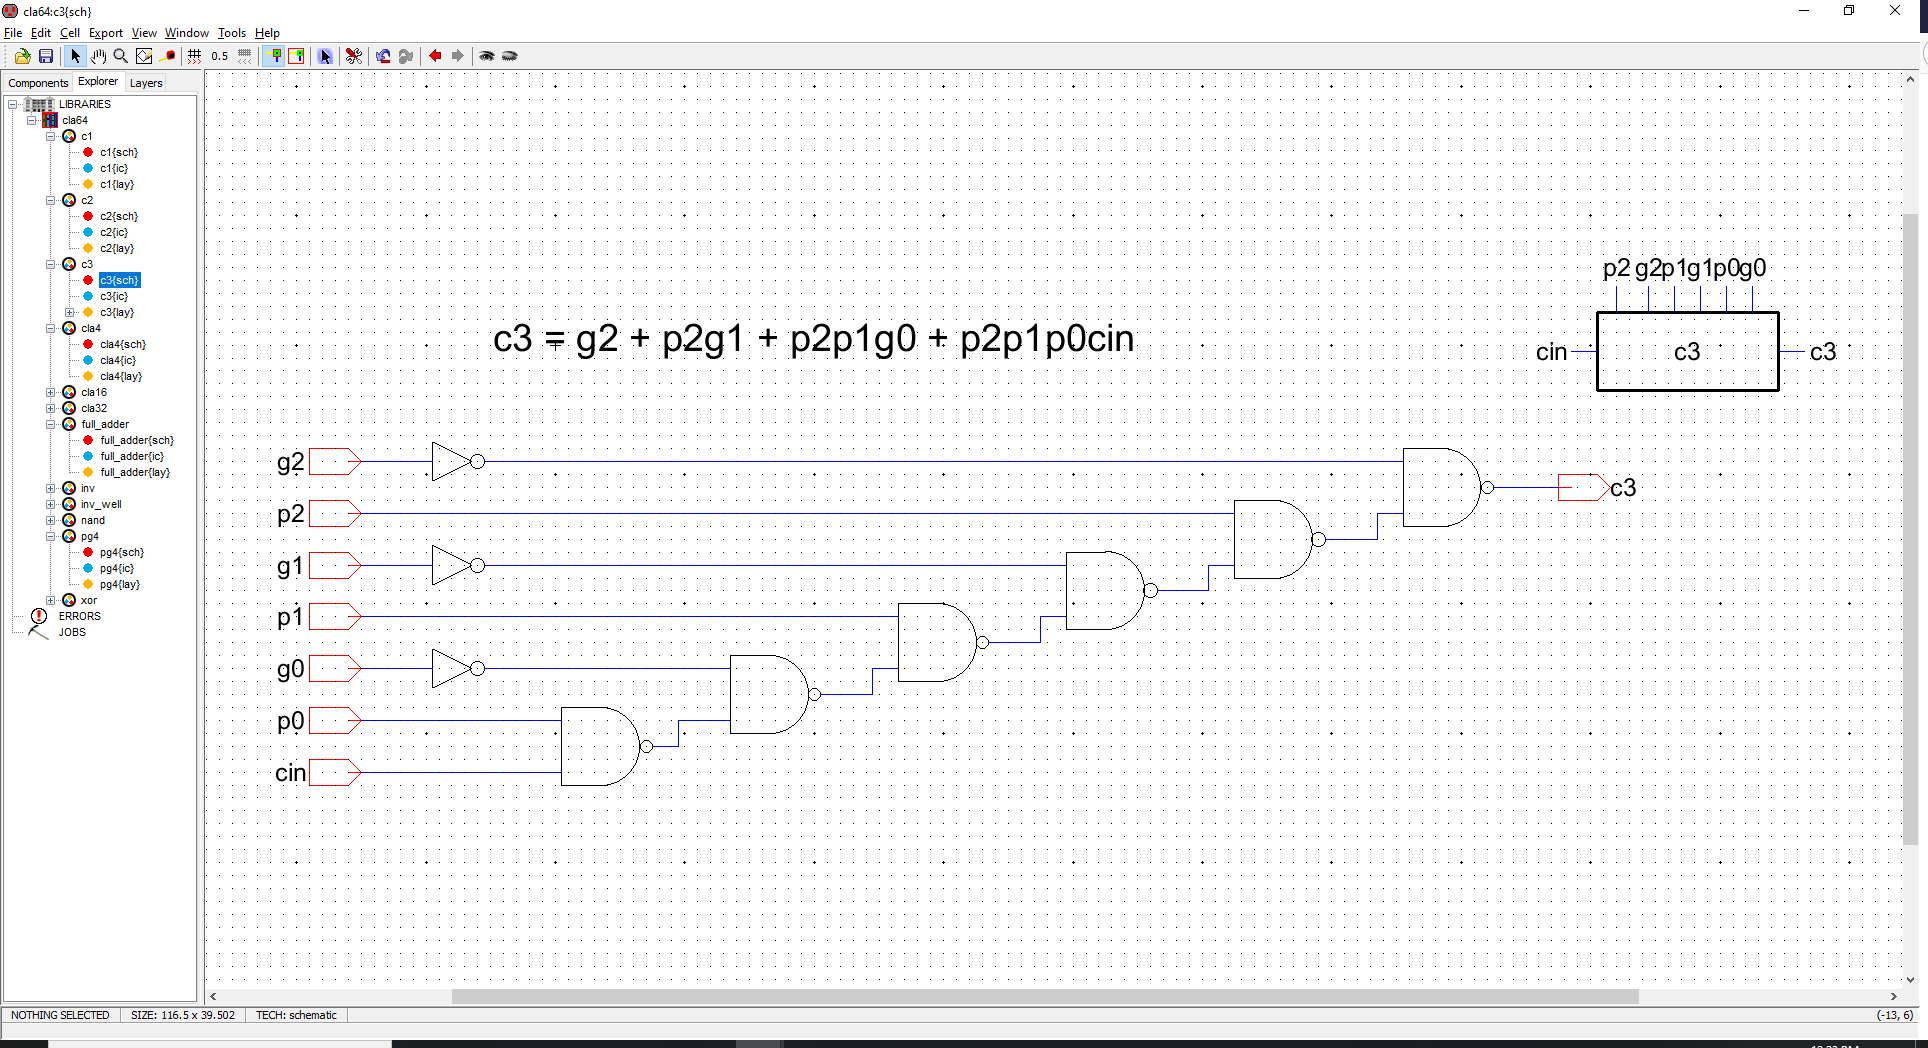 cla64:c3{sch}
File Edit Cell Export View Window Tools Help
0.5
Components Explorer Layers
LIBRARIES
cla64
c1
c1{sch}
c1{ic}
c1{lay}
c2
c2{sch}
c2{ic}
c2{lay}
c3
c3{sch}
c3{ic}
c3{lay}
cla4
cla4{sch}
cla4{ic}
cla4{lay}
cla16
cla32
full_adder
full_adder{sch}
full_adder{ic}
full_adder{lay}
inv
inv_well
nand
pg4
pg4{sch}
pg4{ic}
pg4{lay}
xor
ERRORS
JOBS
c3 = g2 + p2g1 + p2p1g0 + p2p1p0cin
p2 g2p1g1p0g0
cin c3 c3
g2
c3
p2
g1
p1
g0
p0
cin
NOTHING SELECTED SIZE: 116.5 x 39.502 TECH: schematic (-13, 6)